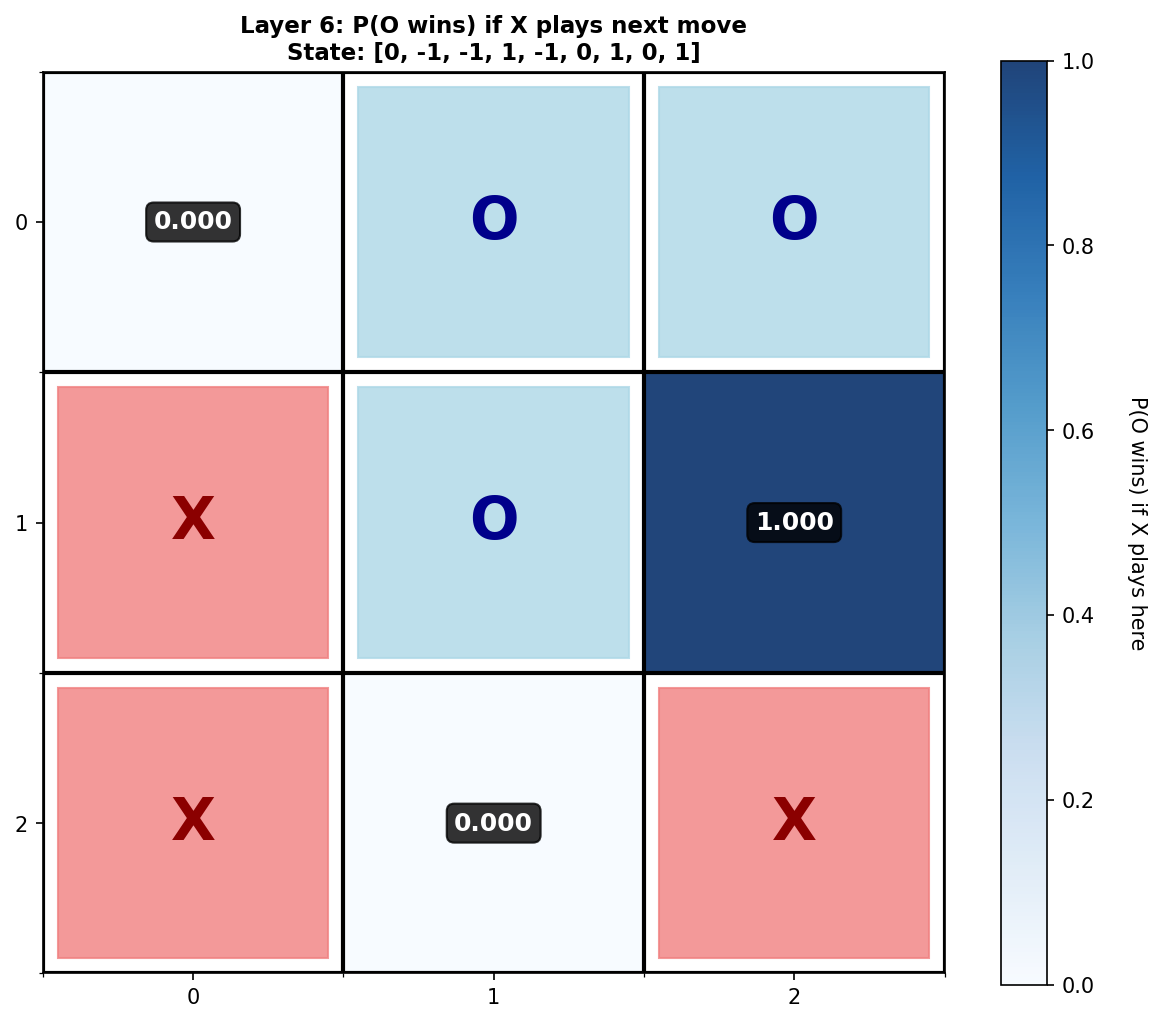 Layer 6: P(O wins) if X plays next move
State: [0, -1, -1, 1, -1, 0, 1, 0, 1]
0
0.000
O
O
1
X
O
1.000
2
X
0.000
X
0
1
2
1.0
0.8
0.6
0.4
0.2
0.0
P(O wins) if X plays here